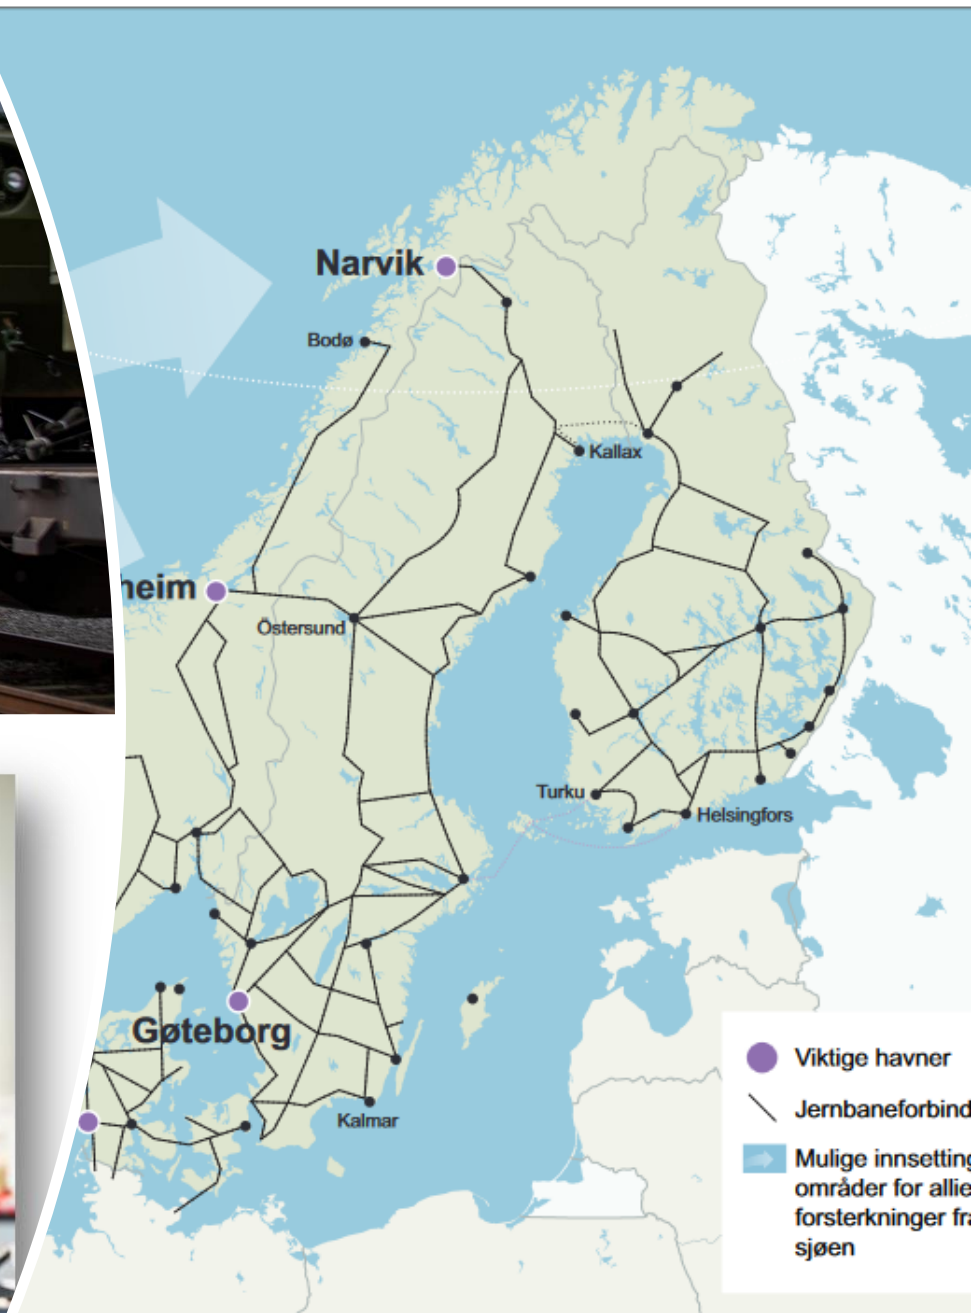 Narvik
Bodø
Kallax
heim
Östersund
Turku
Helsingfors
Gøteborg
Kalmar
Viktige havner
Jernbaneforbind
Mulige innsetting
områder for allie
forsterkninger fra
sjøen